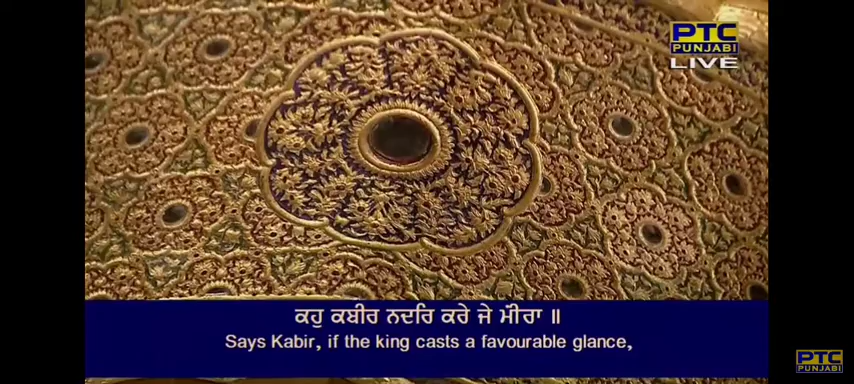 PTC
PUNJABI
LIVE
ਕਹੁ ਕਬੀਰ ਨਦਰਿ ਕਰੇ ਜੇ ਮੀਰਾ ॥
Says Kabir, if the king casts a favourable glance,
PTC
PUNJABI